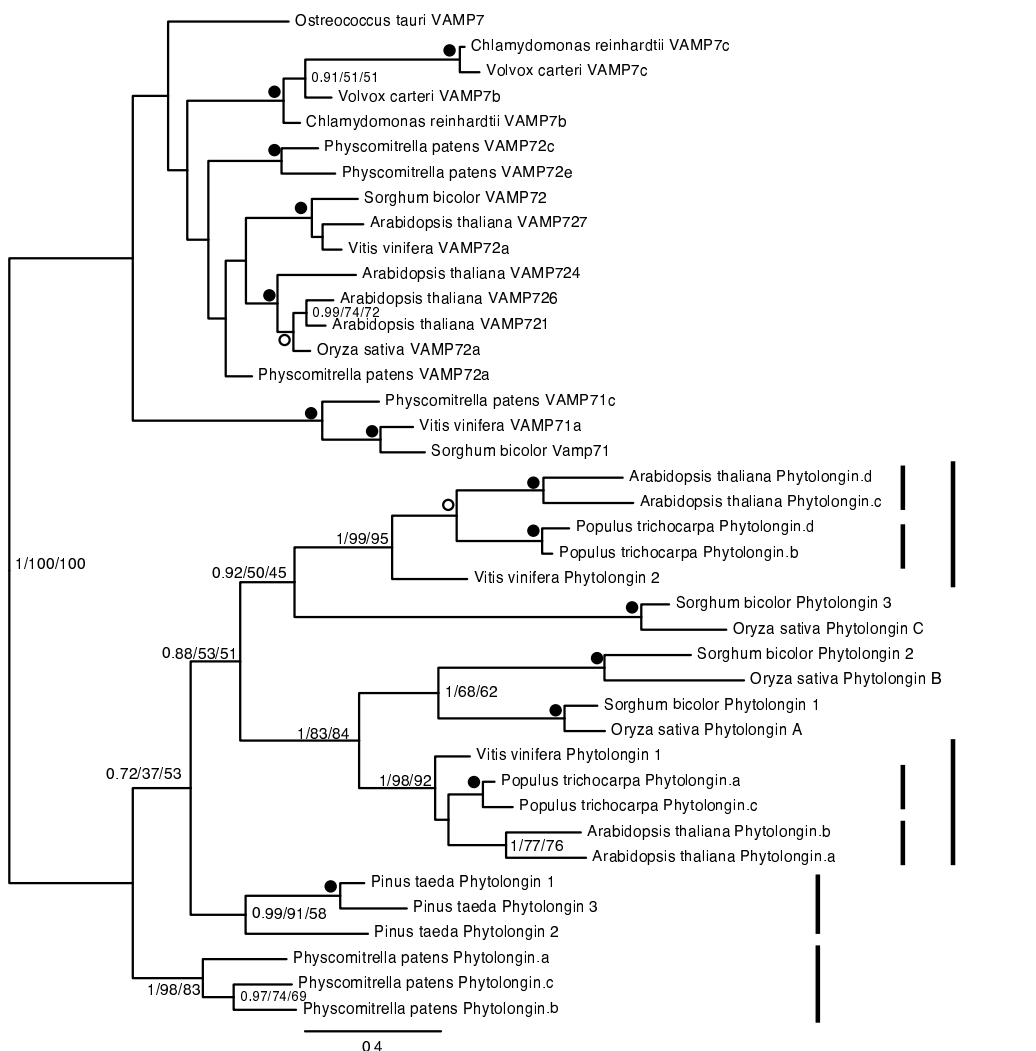 Ostreococcus tauri VAMP7
Chlamydomonas reinhardtii VAMP7c
Volvox carteri VAMP7c
0.91/51/51
Volvox carteri VAMP7b
Chlamydomonas reinhardtii VAMP7b
Physcomitrella patens VAMP72c
Physcomitrella patens VAMP72e
Sorghum bicolor VAMP72
Arabidopsis thaliana VAMP727
Vitis vinifera VAMP72a
Arabidopsis thaliana VAMP724
Arabidopsis thaliana VAMP726
0.99/74/72
Arabidopsis thaliana VAMP721
Oryza sativa VAMP72a
Physcomitrella patens VAMP72a
Physcomitrella patens VAMP71c
Vitis vinifera VAMP71a
Sorghum bicolor Vamp71
Arabidopsis thaliana Phytolongin.d
Arabidopsis thaliana Phytolongin.c
Populus trichocarpa Phytolongin.d
1/99/95
Populus trichocarpa Phytolongin.b
1/100/100
0.92/50/45
Vitis vinifera Phytolongin 2
Sorghum bicolor Phytolongin 3
Oryza sativa Phytolongin C
0.88/53/51
Sorghum bicolor Phytolongin 2
Oryza sativa Phytolongin B
1/68/62
Sorghum bicolor Phytolongin 1
Oryza sativa Phytolongin A
1/83/84
Vitis vinifera Phytolongin 1
0.72/37/53
1/98/92
Populus trichocarpa Phytolongin.a
Populus trichocarpa Phytolongin.c
Arabidopsis thaliana Phytolongin.b
1/77/76
Arabidopsis thaliana Phytolongin.a
Pinus taeda Phytolongin 1
Pinus taeda Phytolongin 3
0.99/91/58
Pinus taeda Phytolongin 2
Physcomitrella patens Phytolongin.a
Physcomitrella patens Phytolongin.c
1/98/83
0.97/74/69
Physcomitrella patens Phytolongin.b
0.4